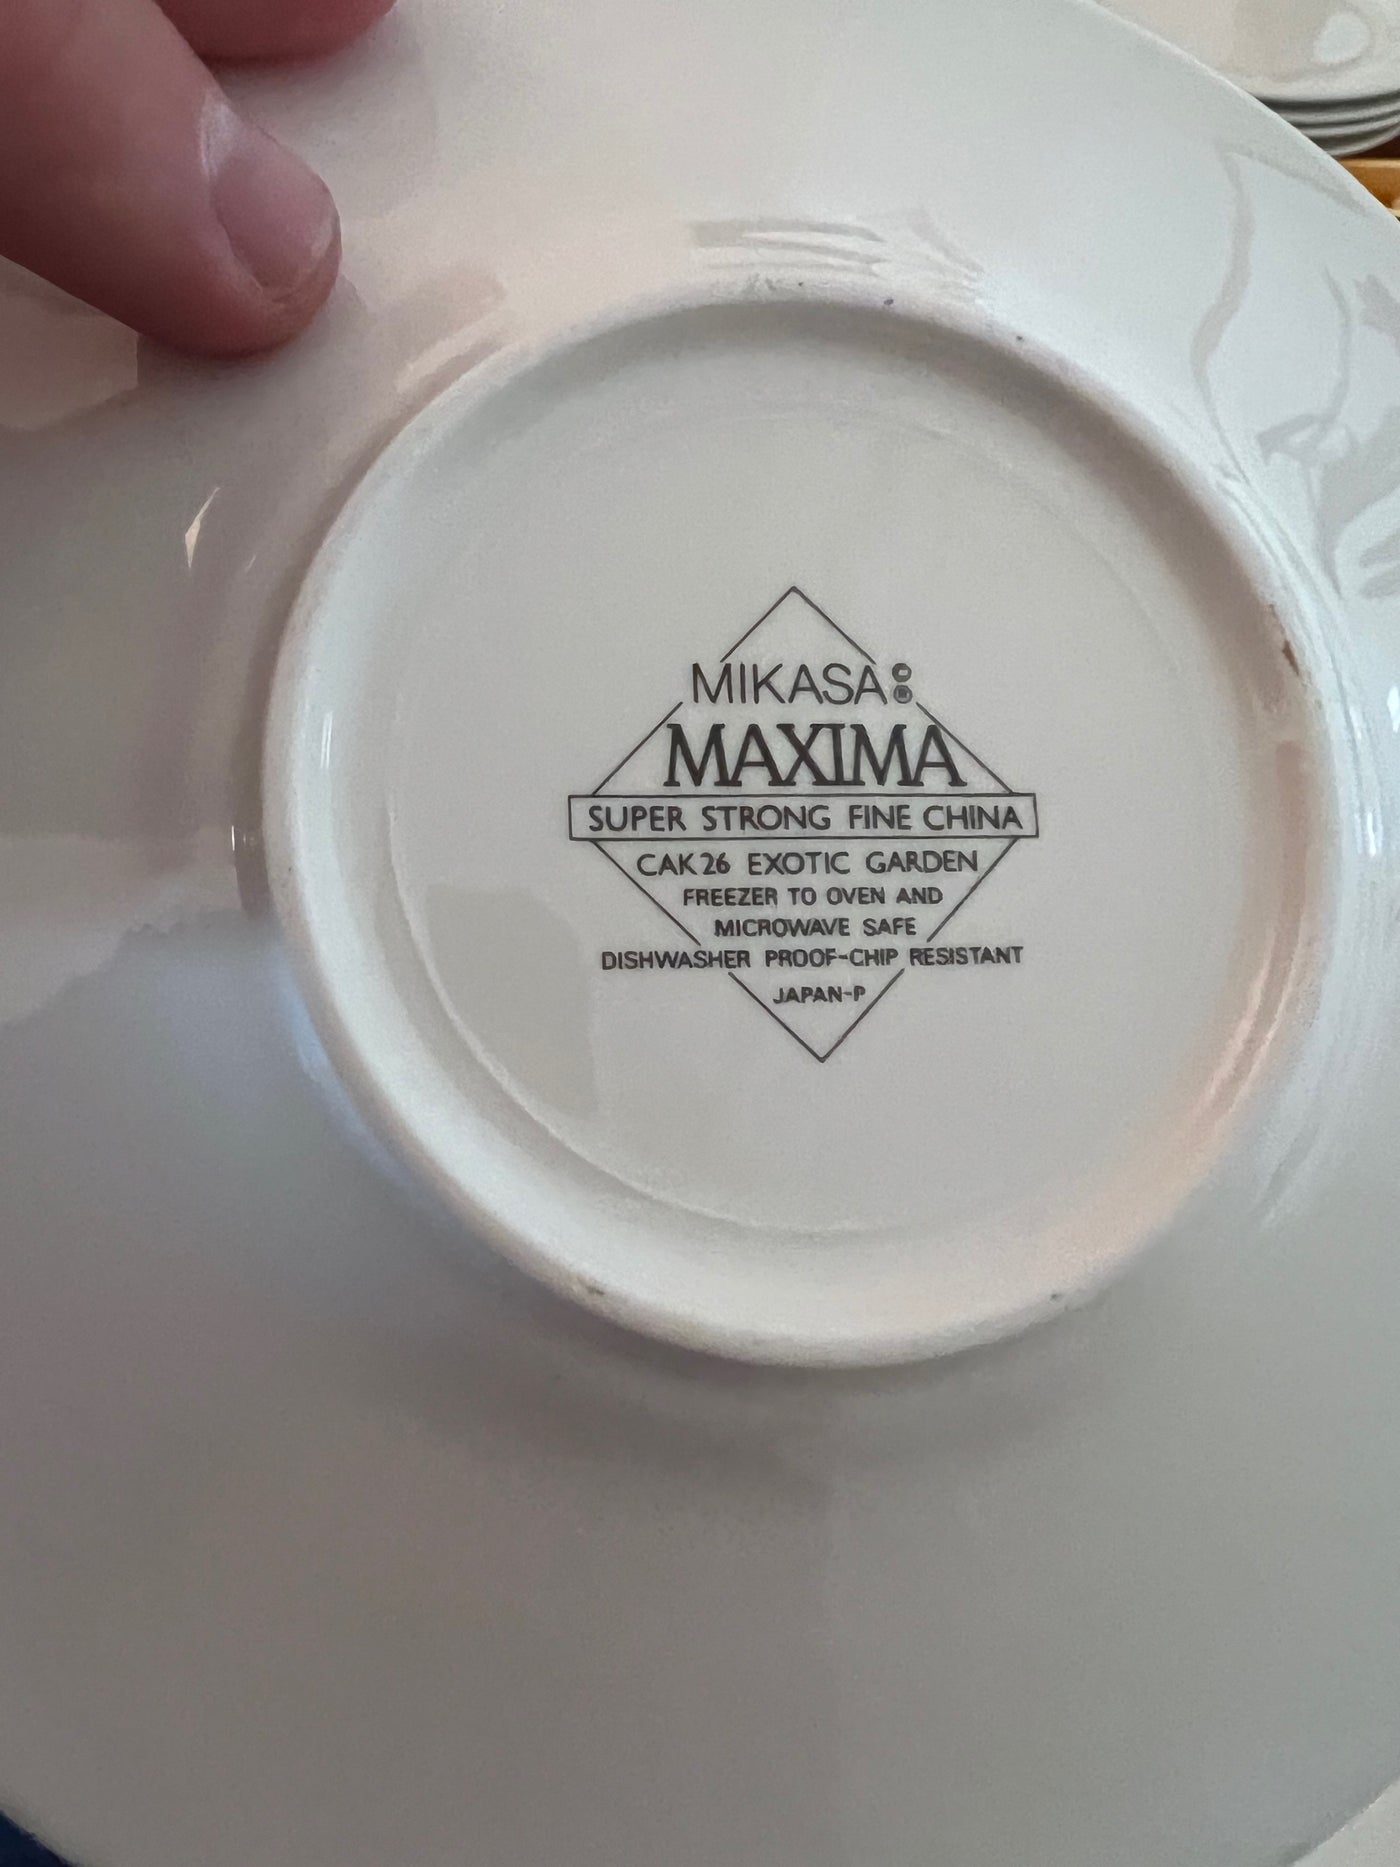 MIKASA
MAXIMA
SUPER STRONG FINE CHINA
CAK26 EXOTIC GARDEN
FREEZER TO OVEN AND
MICROWAVE SAFE
DISHWASHER PROOF-CHIP RESISTANT
JAPAN-P